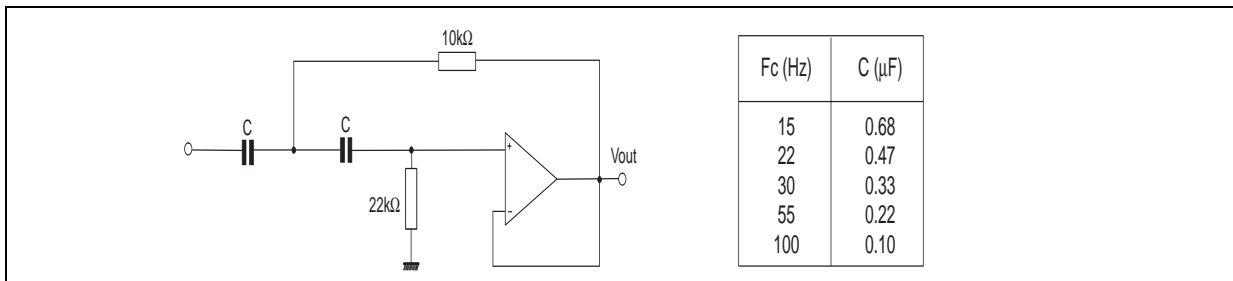 10kΩ
C
C
+
Vout
−
22kΩ
Fc (Hz) C (μF)
15 0.68
22 0.47
30 0.33
55 0.22
100 0.10